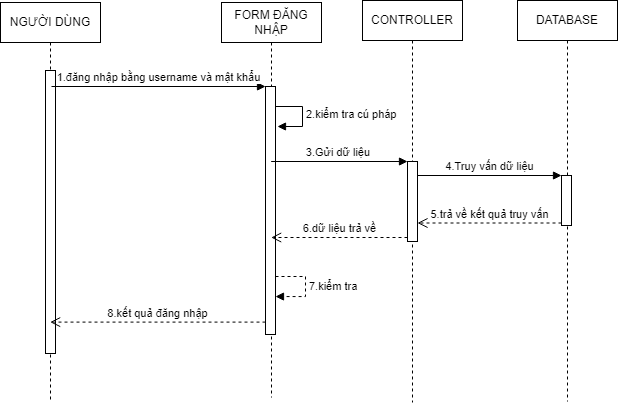 NGƯỜI DÙNG
FORM ĐĂNG
NHẬP
CONTROLLER
DATABASE
1.đăng nhập bằng username và mật khẩu
2.kiểm tra cú pháp
3.Gửi dữ liệu
4.Truy vấn dữ liệu
5.trả về kết quả truy vấn
6.dữ liệu trả về
7.kiểm tra
8.kết quả đăng nhập